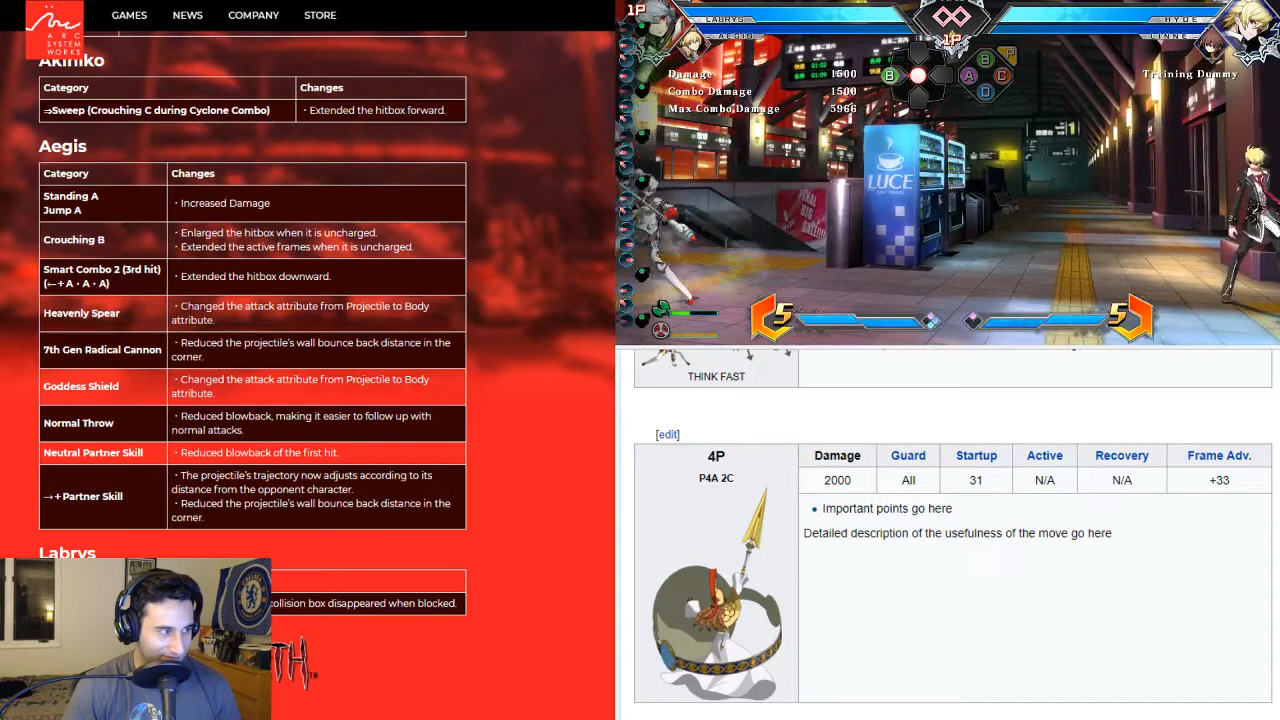 ARC
SYSTEM
WORKS
GAMES
NEWS
COMPANY
STORE
Akihiko
Category
Changes
⇒Sweep (Crouching C during Cyclone Combo)
・Extended the hitbox forward.
Aegis
Category
Changes
Standing A
Jump A
・Increased Damage
Crouching B
・Enlarged the hitbox when it is uncharged.
・Extended the active frames when it is uncharged.
Smart Combo 2 (3rd hit)
(←+A・A・A)
・Extended the hitbox downward.
Heavenly Spear
・Changed the attack attribute from Projectile to Body
attribute.
7th Gen Radical Cannon
・Reduced the projectile's wall bounce back distance in the
corner.
Goddess Shield
・Changed the attack attribute from Projectile to Body
attribute.
Normal Throw
・Reduced blowback, making it easier to follow up with
normal attacks.
Neutral Partner Skill
・Reduced blowback of the first hit.
→+Partner Skill
・The projectile's trajectory now adjusts according to its
distance from the opponent character.
・Reduced the projectile's wall bounce back distance in the
corner.
Labrys
collision box disappeared when blocked.
CHELSEA
1P
LABRYS
AEGIS
HYDE
LINNE
1P
Damage 1500
Combo Damage 1500
Max Combo Damage 5966
Training Dummy
B
A
B
C
D
P
LUCE
FINAL
BIG
5
5
THINK FAST
[edit]
4P
P4A 2C
Damage
Guard
Startup
Active
Recovery
Frame Adv.
2000
All
31
N/A
N/A
+33
• Important points go here
Detailed description of the usefulness of the move go here